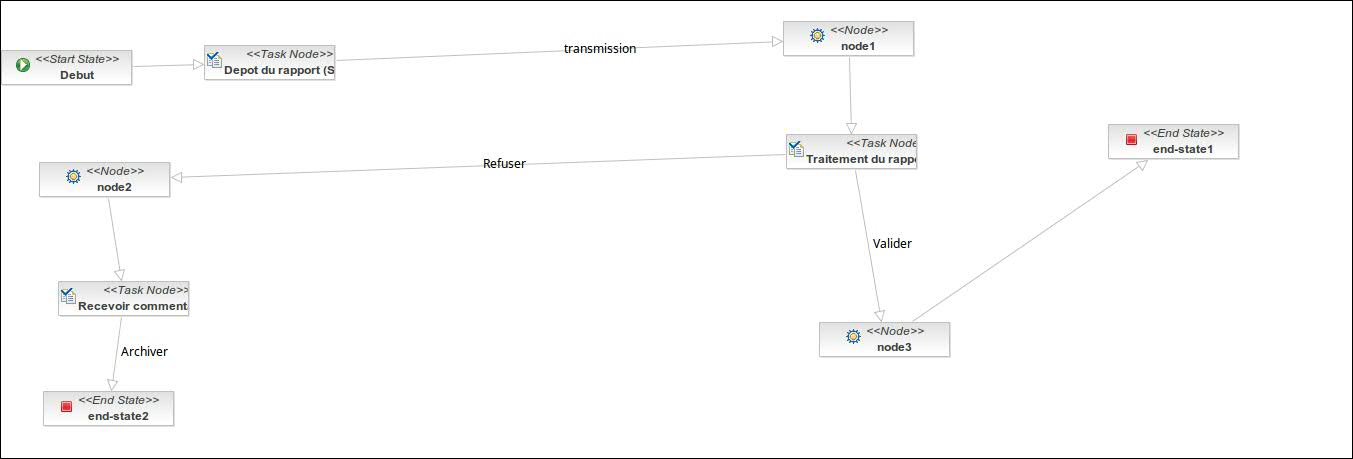 <<Start State>>
Debut
<<Task Node>>
Depot du rapport (S
transmission
<<Node>>
node1
<<Task Node
Traitement du rapp
<<End State>>
end-state1
Refuser
<<Node>>
node2
Valider
<<Task Node>
Recevoir comment
<<Node>>
node3
Archiver
<<End State>>
end-state2